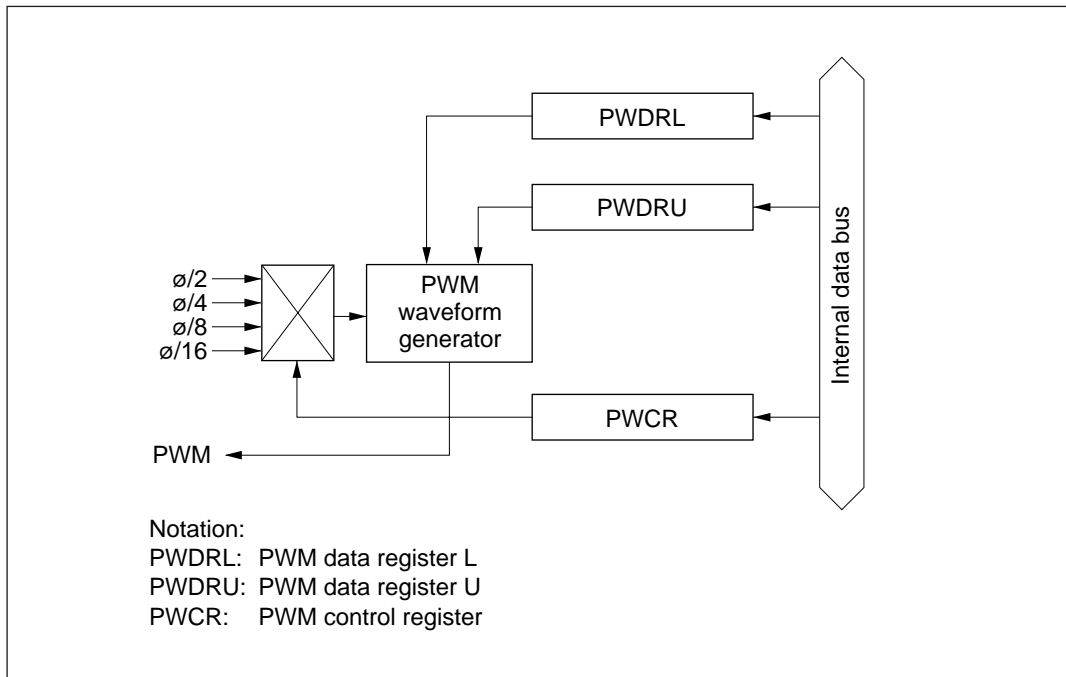 PWDRL
PWDRU
ø/2
ø/4
ø/8
ø/16
PWM
waveform
generator
Internal data bus
PWCR
PWM
Notation:
PWDRL: PWM data register L
PWDRU: PWM data register U
PWCR: PWM control register